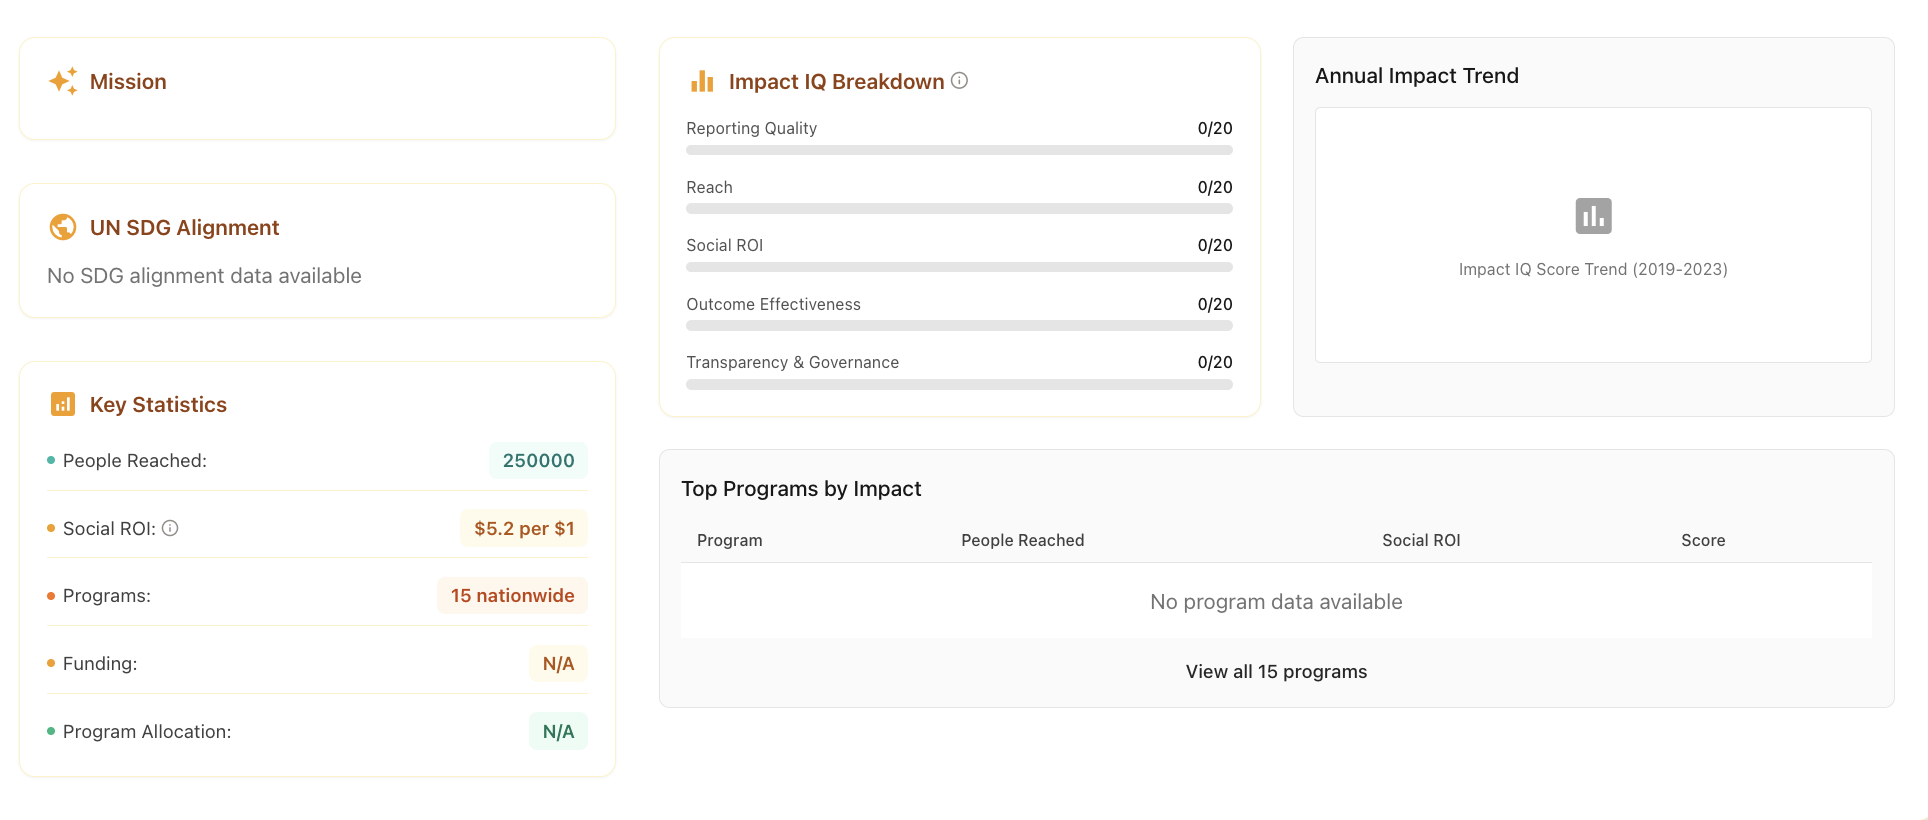 Mission
UN SDG Alignment
No SDG alignment data available
Key Statistics
People Reached: 250000
Social ROI: $5.2 per $1
Programs: 15 nationwide
Funding: N/A
Program Allocation: N/A
Impact IQ Breakdown
Reporting Quality 0/20
Reach 0/20
Social ROI 0/20
Outcome Effectiveness 0/20
Transparency & Governance 0/20
Annual Impact Trend
Impact IQ Score Trend (2019-2023)
Top Programs by Impact
Program People Reached Social ROI Score
No program data available
View all 15 programs